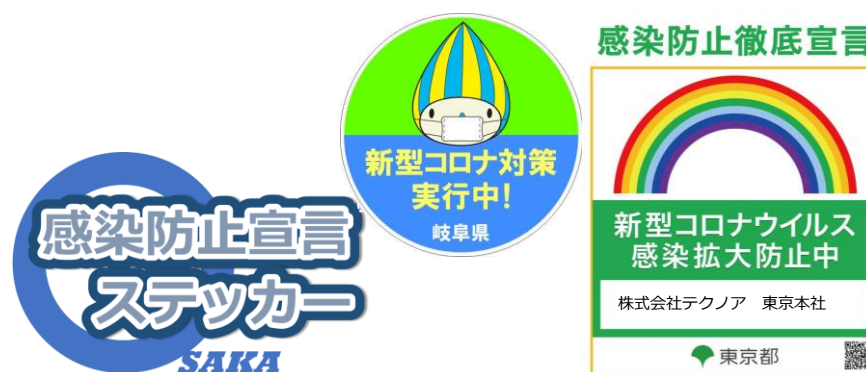 感染防止宣言
ステッカー
SAKA
新型コロナ対策
実行中!
岐阜県
感染防止徹底宣言
新型コロナウイルス
感染拡大防止中
株式会社テクノア 東京本社
東京都